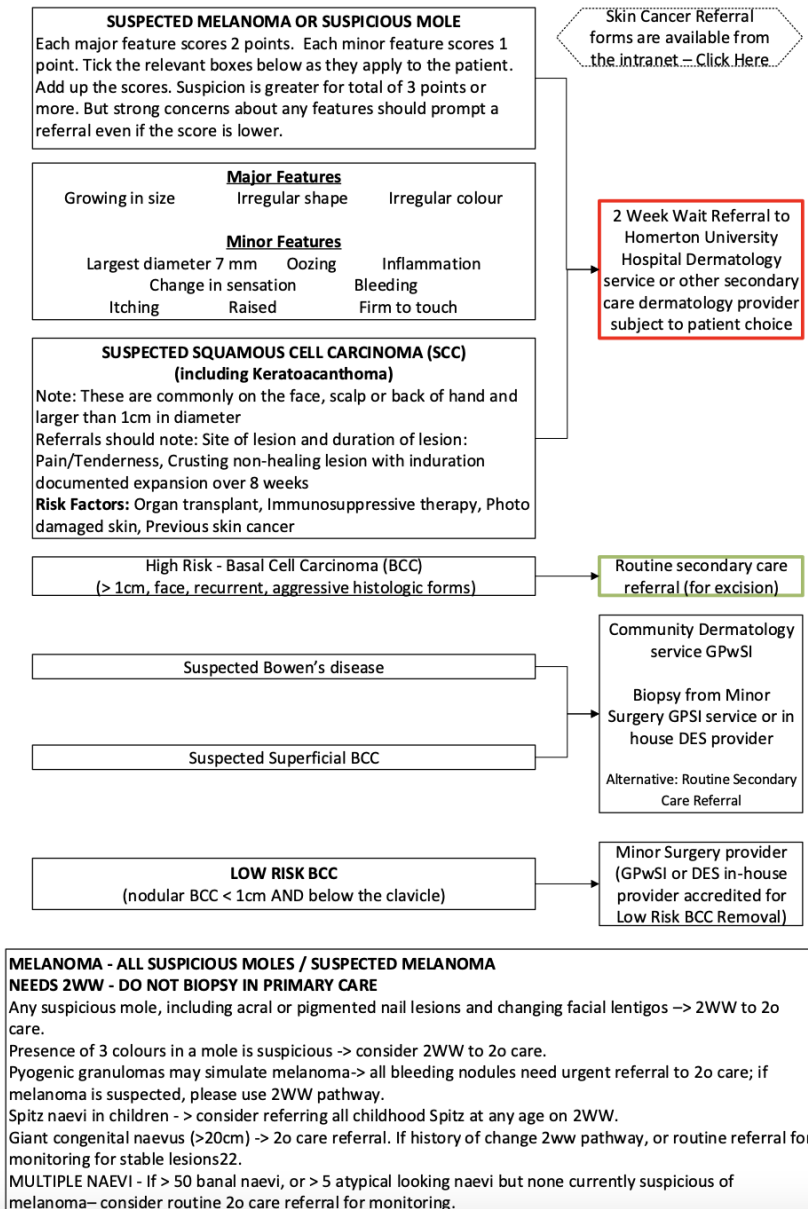 SUSPECTED MELANOMA OR SUSPICIOUS MOLE
Each major feature scores 2 points.  Each minor feature scores 1
point. Tick the relevant boxes below as they apply to the patient.
Add up the scores. Suspicion is greater for total of 3 points or
more. But strong concerns about any features should prompt a
referral even if the score is lower.
Skin Cancer Referral
forms are available from
the intranet – Click Here
Major Features
Growing in size Irregular shape Irregular colour
Minor Features
Largest diameter 7 mm Oozing Inflammation
Change in sensation Bleeding
Itching Raised Firm to touch
2 Week Wait Referral to
Homerton University
Hospital Dermatology
service or other secondary
care dermatology provider
subject to patient choice
SUSPECTED SQUAMOUS CELL CARCINOMA (SCC)
(including Keratoacanthoma)
Note: These are commonly on the face, scalp or back of hand and
larger than 1cm in diameter
Referrals should note: Site of lesion and duration of lesion:
Pain/Tenderness, Crusting non-healing lesion with induration
documented expansion over 8 weeks
Risk Factors: Organ transplant, Immunosuppressive therapy, Photo
damaged skin, Previous skin cancer
High Risk - Basal Cell Carcinoma (BCC)
(> 1cm, face, recurrent, aggressive histologic forms)
Routine secondary care
referral (for excision)
Suspected Bowen's disease
Suspected Superficial BCC
Community Dermatology
service GPwSI
Biopsy from Minor
Surgery GPSI service or in
house DES provider
Alternative: Routine Secondary
Care Referral
LOW RISK BCC
(nodular BCC < 1cm AND below the clavicle)
Minor Surgery provider
(GPwSI or DES in-house
provider accredited for
Low Risk BCC Removal)
MELANOMA - ALL SUSPICIOUS MOLES / SUSPECTED MELANOMA
NEEDS 2WW - DO NOT BIOPSY IN PRIMARY CARE
Any suspicious mole, including acral or pigmented nail lesions and changing facial lentigos –> 2WW to 2o
care.
Presence of 3 colours in a mole is suspicious -> consider 2WW to 2o care.
Pyogenic granulomas may simulate melanoma-> all bleeding nodules need urgent referral to 2o care; if
melanoma is suspected, please use 2WW pathway.
Spitz naevi in children - > consider referring all childhood Spitz at any age on 2WW.
Giant congenital naevus (>20cm) -> 2o care referral. If history of change 2ww pathway, or routine referral for
monitoring for stable lesions22.
MULTIPLE NAEVI - If > 50 banal naevi, or > 5 atypical looking naevi but none currently suspicious of
melanoma– consider routine 2o care referral for monitoring.